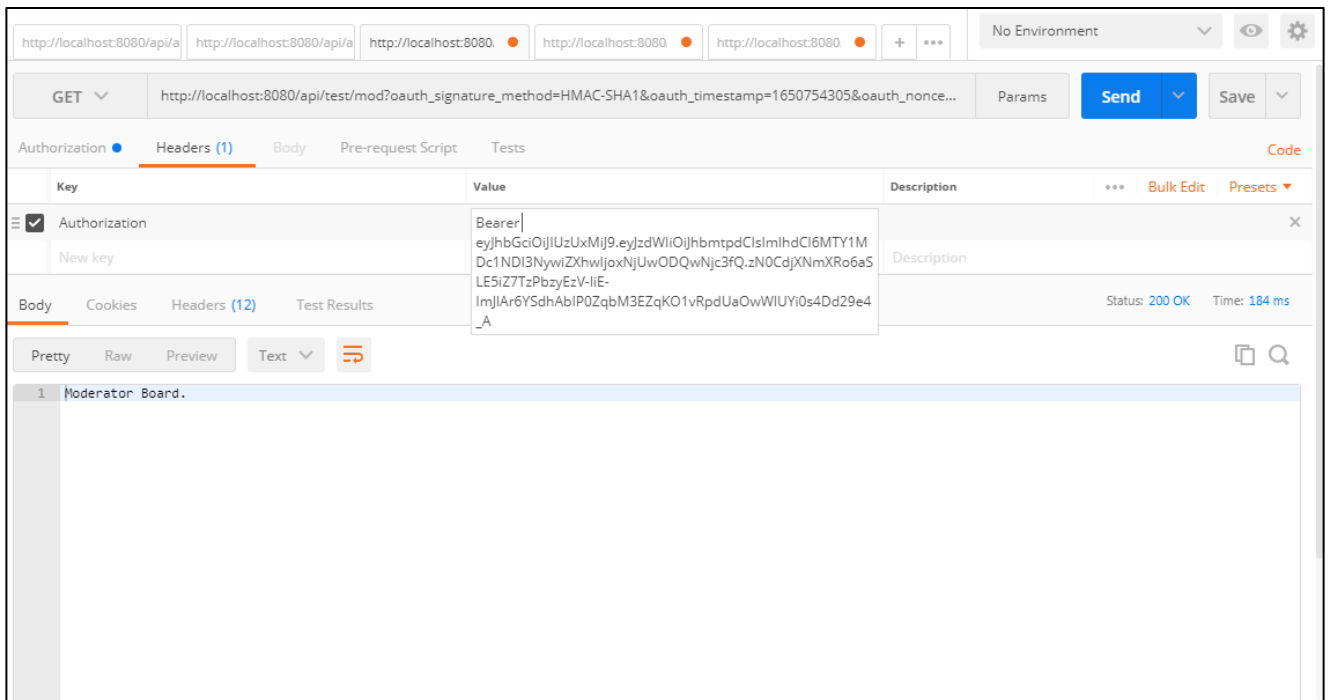 http://localhost:8080/api/a http://localhost:8080/api/a http://localhost:8080. http://localhost:8080. http://localhost:8080. + ••• No Environment
GET http://localhost:8080/api/test/mod?oauth_signature_method=HMAC-SHA1&oauth_timestamp=1650754305&oauth_nonce... Params Send Save
Authorization Headers (1) Body Pre-request Script Tests Code
Key Value Description ••• Bulk Edit Presets
Authorization Bearer
eyJhbGciOiJIUzUxMiJ9.eyJzdWIiOiJhbmtpdCIsImlhdCI6MTY1M
New key Description
Dc1NDI3NywiZXhwIjoxNjUwODQwNjc3fQ.zN0CdjXNmXRo6aS
LE5iZ7TzPbzyEzV-liE-
ImJlAr6YSdhAbIP0ZqbM3EZqKO1vRpdUaOwWIUYi0s4Dd29e4
_A
Body Cookies Headers (12) Test Results Status: 200 OK Time: 184 ms
Pretty Raw Preview Text
1 Moderator Board.